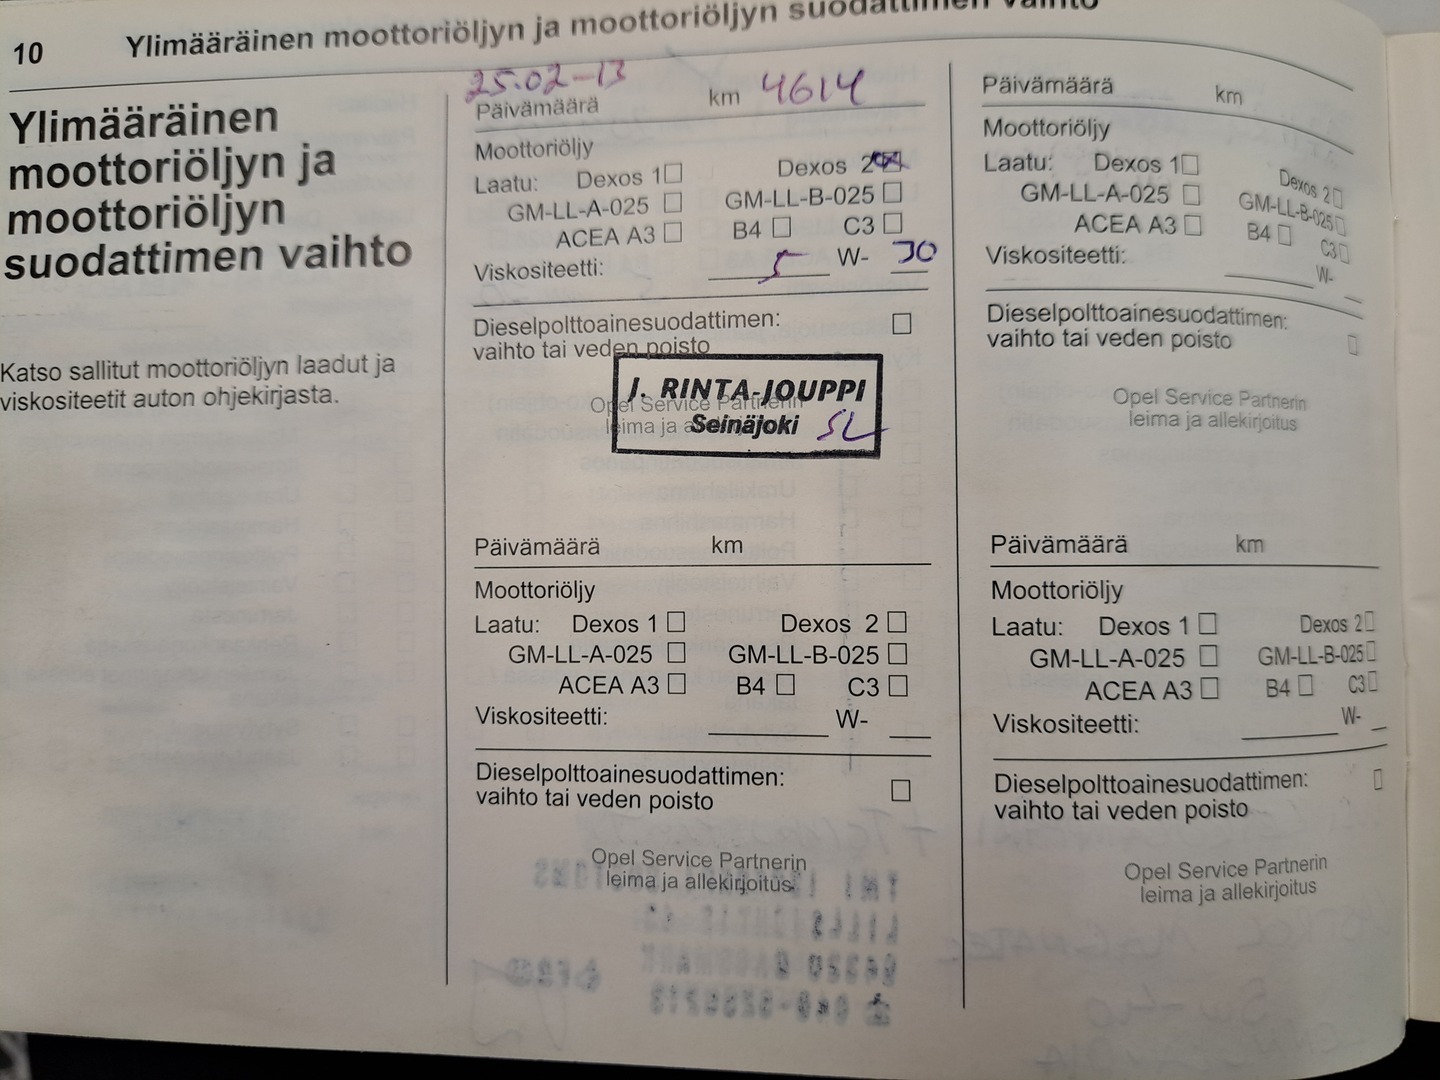 10 Ylimääräinen moottoriöljyn ja moottoriöljyn suodattimen vaihto
Ylimääräinen
moottoriöljyn ja
moottoriöljyn
suodattimen vaihto
Katso sallitut moottoriöljyn laadut ja
viskositeetit auton ohjekirjasta.
25.02-13
Päivämäärä km 4614
Moottoriöljy
Laatu: Dexos 1 Dexos 2
GM-LL-A-025 GM-LL-B-025
ACEA A3 B4 C3
Viskositeetti: 5 W- 30
Dieselpolttoainesuodattimen:
vaihto tai veden poisto
J. RINTA-JOUPPI
Opel Service Partnerin
leima ja
Seinäjoki SL
Päivämäärä km
Moottoriöljy
Laatu: Dexos 1 Dexos 2
GM-LL-A-025 GM-LL-B-025
ACEA A3 B4 C3
Viskositeetti: W-
Dieselpolttoainesuodattimen:
vaihto tai veden poisto
Opel Service Partnerin
leima ja allekirjoitus
Päivämäärä km
Moottoriöljy
Laatu: Dexos 1 Dexos 2
GM-LL-A-025 GM-LL-B-025
ACEA A3 B4 C3
Viskositeetti: W-
Dieselpolttoainesuodattimen:
vaihto tai veden poisto
Opel Service Partnerin
leima ja allekirjoitus
Päivämäärä km
Moottoriöljy
Laatu: Dexos 1 Dexos 2
GM-LL-A-025 GM-LL-B-025
ACEA A3 B4 C3
Viskositeetti: W-
Dieselpolttoainesuodattimen:
vaihto tai veden poisto
Opel Service Partnerin
leima ja allekirjoitus